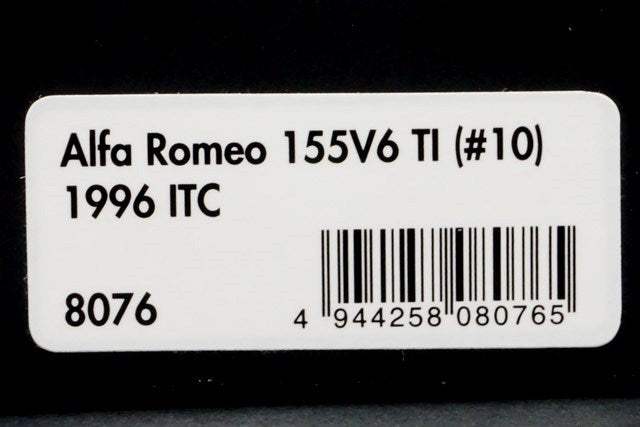 Alfa Romeo 155V6 TI (#10)
1996 ITC
8076
4 944258 080765